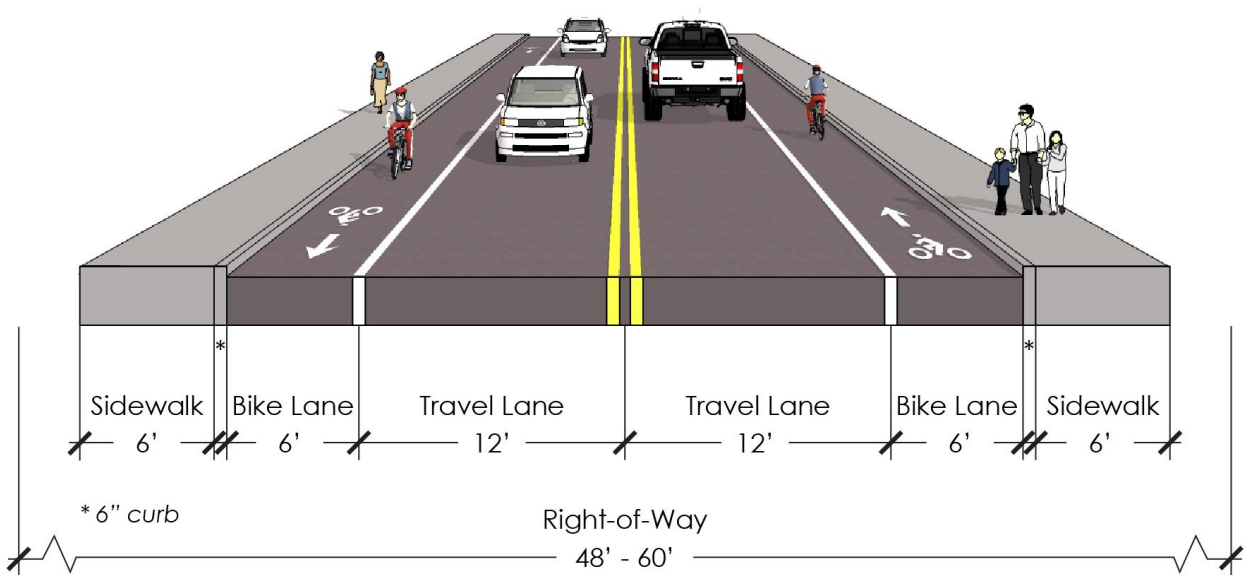 *
*
Sidewalk Bike Lane Travel Lane Travel Lane Bike Lane Sidewalk
6’ 6’ 12’ 12’ 6’ 6’
* 6” curb
Right-of-Way
48’ - 60’